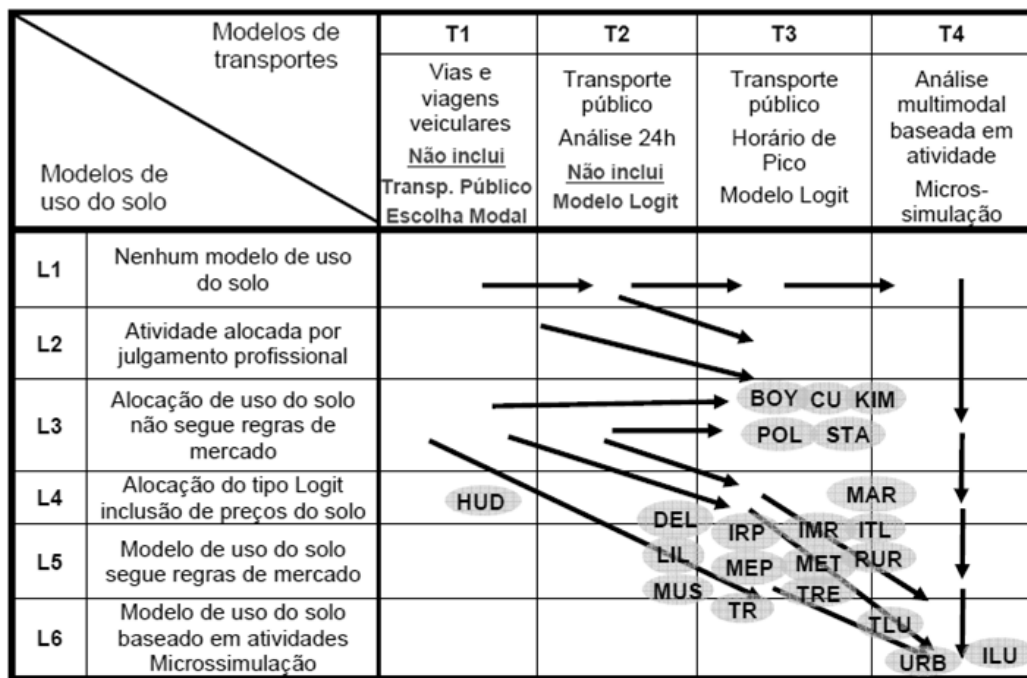 Modelos de
transportes
Modelos de
uso do solo
T1
T2
T3
T4
Vias e
viagens
veiculares
Não inclui
Transp. Público
Escolha Modal
Transporte
público
Análise 24h
Não inclui
Modelo Logit
Transporte
público
Horário de
Pico
Modelo Logit
Análise
multimodal
baseada em
atividade
Micros-
simulação
L1
Nenhum modelo de uso
do solo
L2
Atividade alocada por
julgamento profissional
L3
Alocação de uso do solo
não segue regras de
mercado
BOY CU KIM
POL STA
L4
Alocação do tipo Logit
inclusão de preços do solo
HUD
MAR
DEL
IRP
IMR
ITL
L5
Modelo de uso do solo
segue regras de mercado
LIL
MEP
MET
RUR
MUS
TR
TRE
L6
Modelo de uso do solo
baseado em atividades
Microssimulação
TLU
URB
ILU